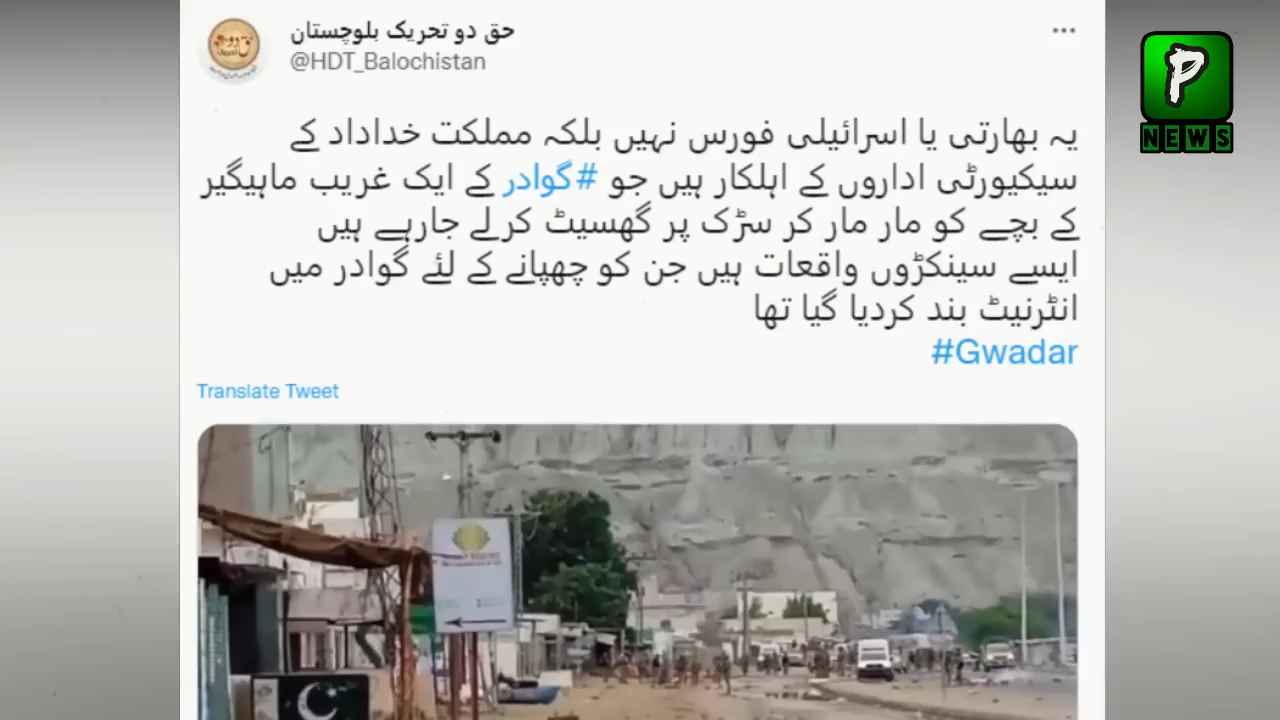 حق دو تحریک بلوچستان
@HDT_Balochistan
P
NEWS
یہ بھارتی یا اسرائیلی فورس نہیں بلکہ مملکت خداداد کے
سیکیورٹی اداروں کے اہلکار ہیں جو #گوادر کے ایک غریب ماہیگیر
کے بچے کو مار مار کر سڑک پر گھسیٹ کرلے جارہے ہیں
ایسے سینکڑوں واقعات ہیں جن کو چھپانے کے لئے گوادر میں
انٹرنیٹ بند کردیا گیا تھا
#Gwadar
Translate Tweet